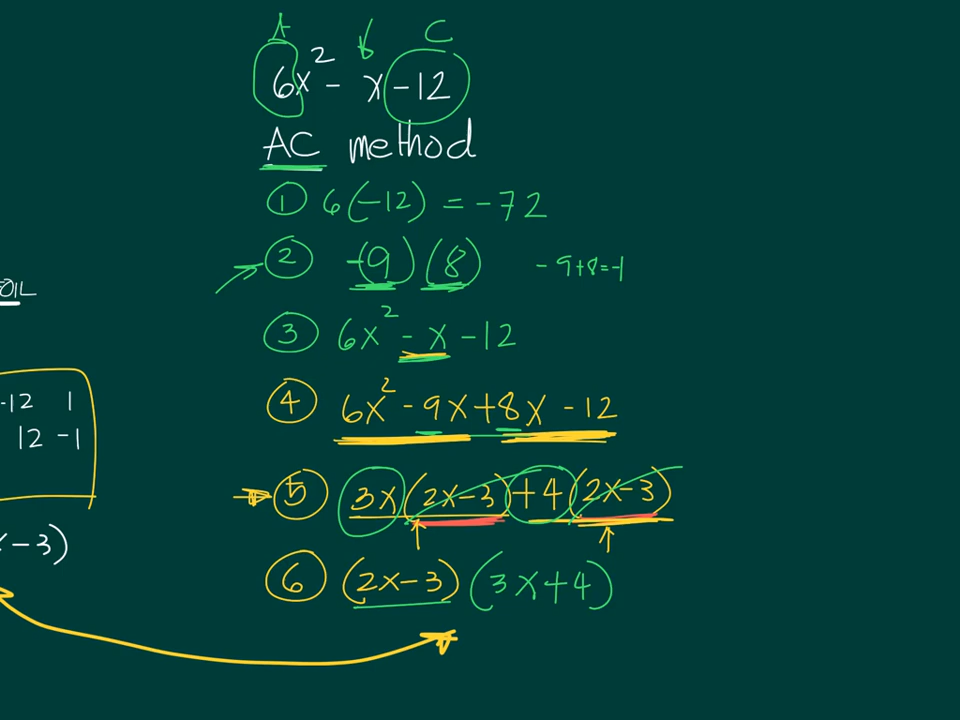 A C
6x² - x - 12
AC method
① 6(-12) = -72
② -(9)(8) -9+8=-1
③ 6x² - x - 12
④ 6x² - 9x + 8x - 12
⑤ 3x(2x-3) + 4(2x-3)
⑥ (2x-3)(3x+4)
OIL
-12 1
12 -1
-3)